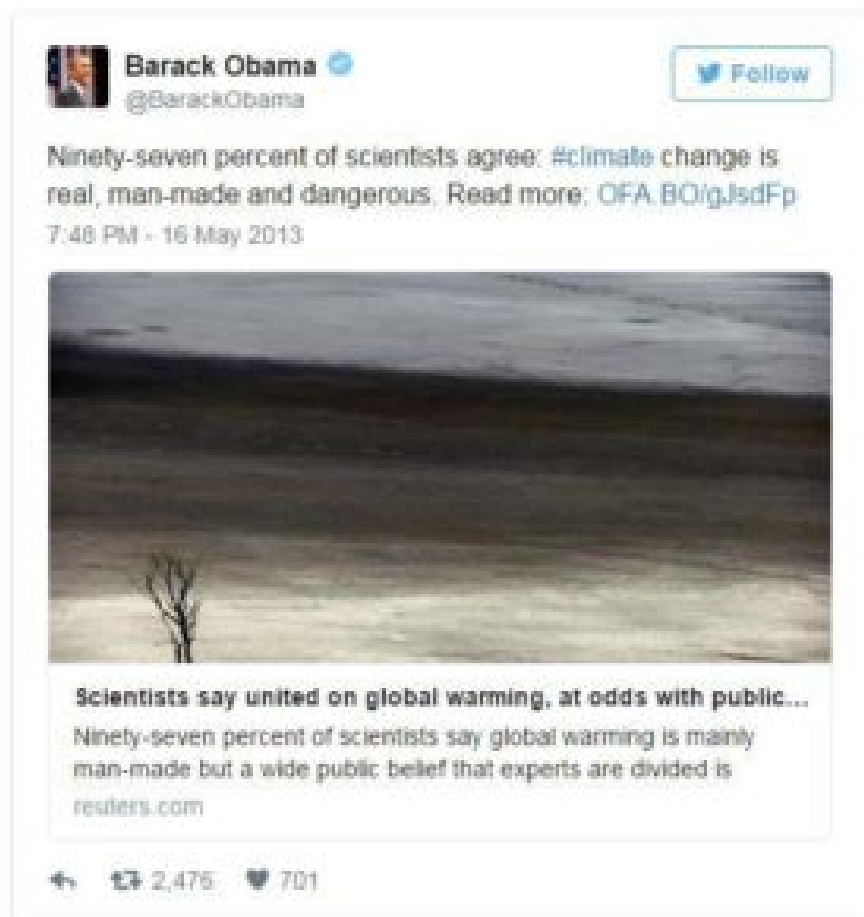 Barack Obama
@BarackObama
Follow
Ninety-seven percent of scientists agree: #climate change is
real, man-made and dangerous. Read more: OFA.BO/gJsdFp
7:48 PM - 16 May 2013
Scientists say united on global warming, at odds with public...
Ninety-seven percent of scientists say global warming is mainly
man-made but a wide public belief that experts are divided is
reuters.com
2,476 701